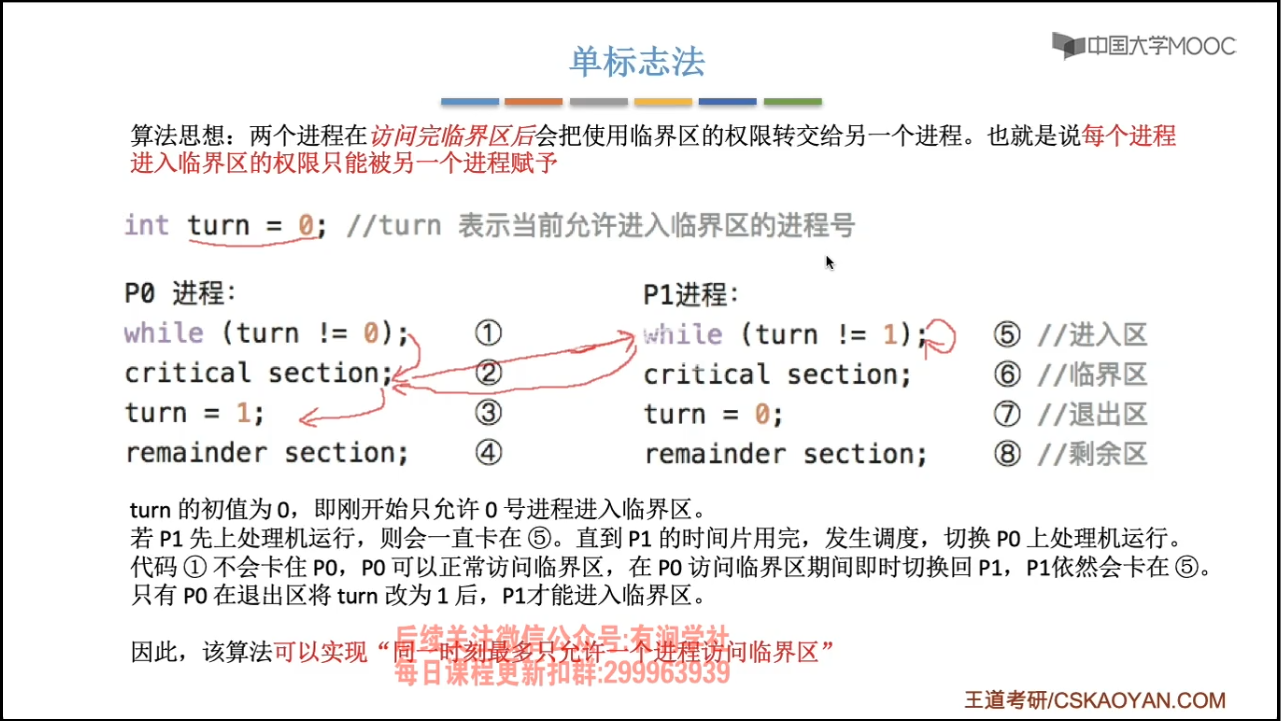 中国大学MOOC
单标志法
算法思想：两个进程在访问完临界区后会把使用临界区的权限转交给另一个进程。也就是说每个进程
进入临界区的权限只能被另一个进程赋予
int turn = 0; //turn 表示当前允许进入临界区的进程号
P0 进程：
while (turn != 0); ①
critical section; ②
turn = 1; ③
remainder section; ④
P1进程：
while (turn != 1); ⑤ //进入区
critical section; ⑥ //临界区
turn = 0; ⑦ //退出区
remainder section; ⑧ //剩余区
turn 的初值为 0，即刚开始只允许 0 号进程进入临界区。
若 P1 先上处理机运行，则会一直卡在 ⑤。直到 P1 的时间片用完，发生调度，切换 P0 上处理机运行。
代码 ① 不会卡住 P0，P0 可以正常访问临界区，在 P0 访问临界区期间即时切换回 P1，P1依然会卡在 ⑤。
只有 P0 在退出区将 turn 改为 1 后，P1才能进入临界区。
后续关注微信公众号:有涧学社
因此，该算法可以实现“同一时刻最多只允许一个进程访问临界区”
每日课程更新扣群:299963939
王道考研/CSKAOYAN.COM